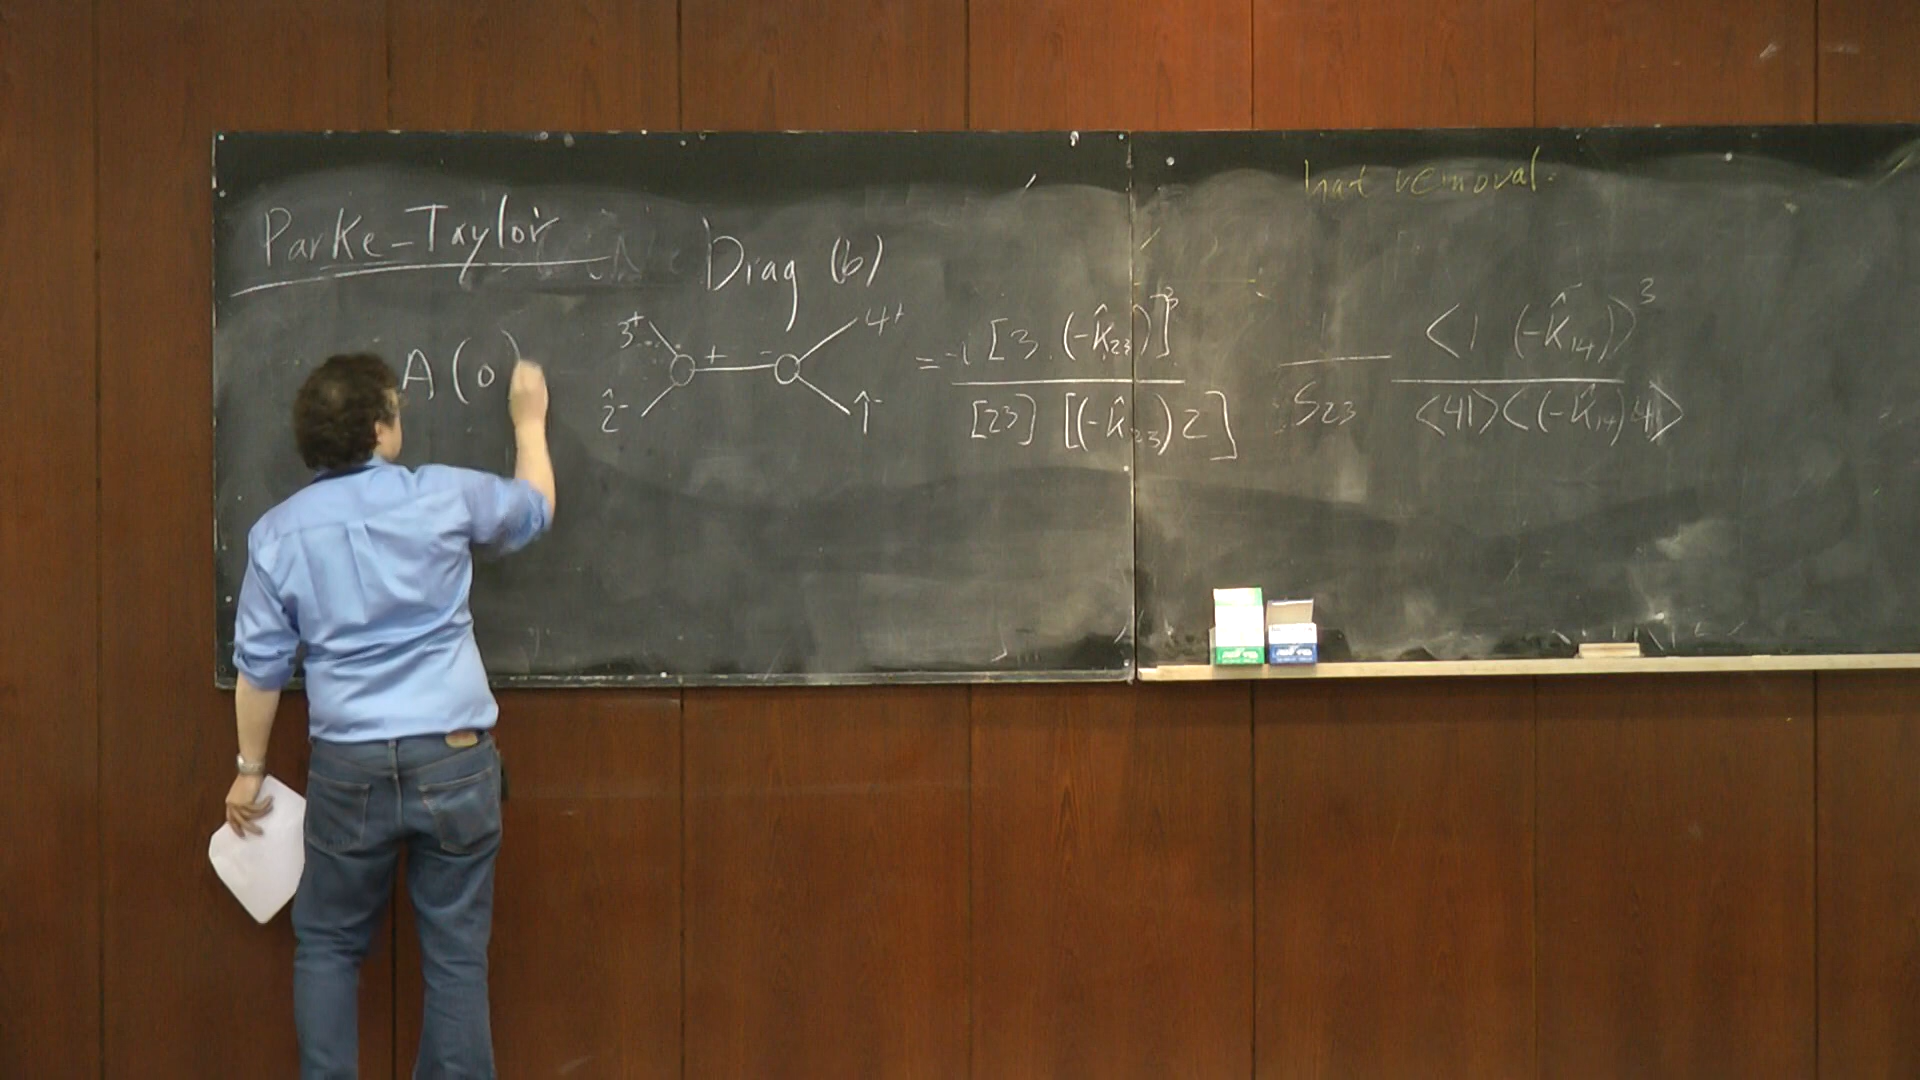 hat removal.
Parke-Taylor
Diag (b)
A(0)
3⁺ + - 4⁺
2̂⁻ 1̂⁻
= -1 [3 (-k̂₂₃)]³ / [23] [(-k̂₂₃) 2]
1 / S₂₃
⟨1 (-k̂₁₄)⟩³ / ⟨41⟩⟨(-k̂₁₄) 4⟩